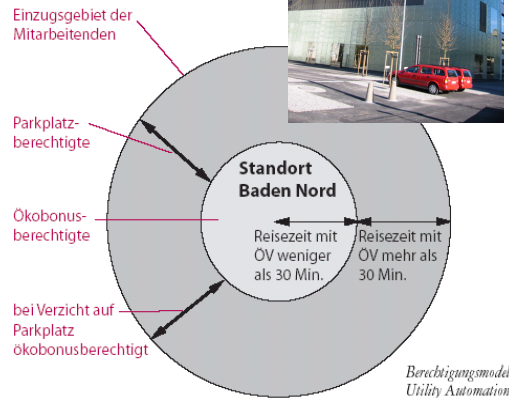 Einzugsgebiet der
Mitarbeitenden
Parkplatz-
berechtigte
Ökobonus-
berechtigte
bei Verzicht auf
Parkplatz
ökobonusberechtigt
Standort
Baden Nord
Reisezeit mit
ÖV weniger
als 30 Min.
Reisezeit mit
ÖV mehr als
30 Min.
Berechtigungsmodel
Utility Automation